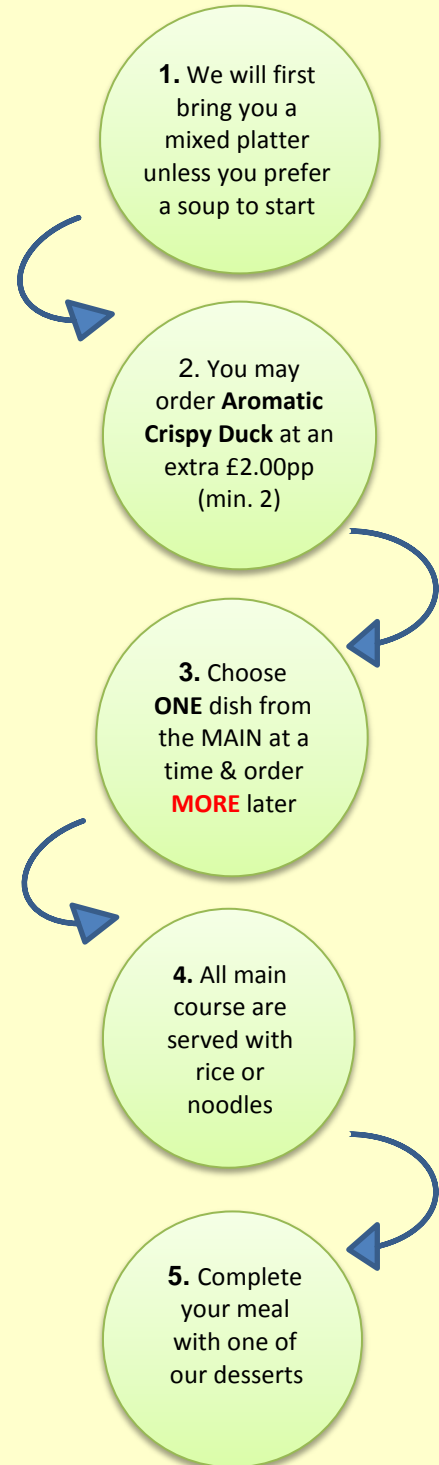 1. We will first
bring you a
mixed platter
unless you prefer
a soup to start
2. You may
order Aromatic
Crispy Duck at an
extra £2.00pp
(min. 2)
3. Choose
ONE dish from
the MAIN at a
time & order
MORE later
4. All main
course are
served with
rice or
noodles
5. Complete
your meal
with one of
our desserts